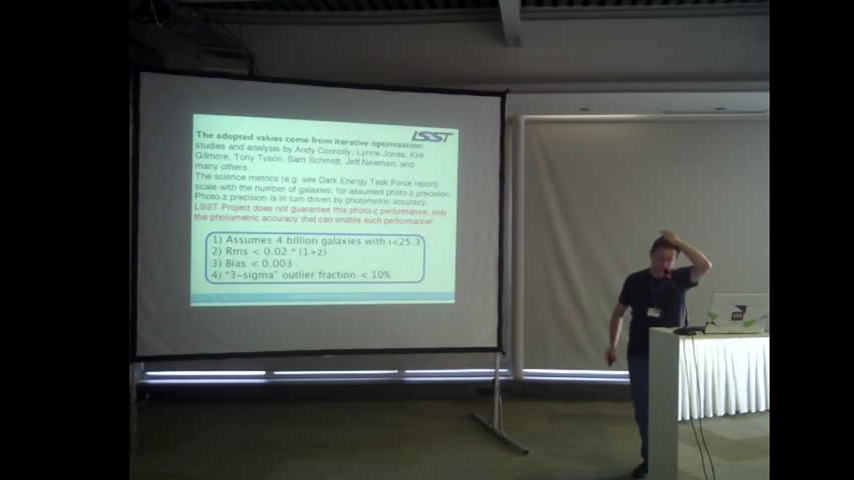 LSST
The adopted values come from iterative optimization:
studies and analysis by Andy Connolly, Lynne Jones, Kirk
Gilmore, Tony Tyson, Sam Schmidt, Jeff Newman, and
many others.
The science metrics (e.g. see Dark Energy Task Force report)
scale with the number of galaxies, for assumed photo-z precision.
Photo-z precision is in turn driven by photometric accuracy.
LSST Project does not guarantee this photo-z performance, only
the photometric accuracy that can enable such performance!
1) Assumes 4 billion galaxies with i<25.3
2) Rms < 0.02 * (1+z)
3) Bias < 0.003
4) "3-sigma" outlier fraction < 10%